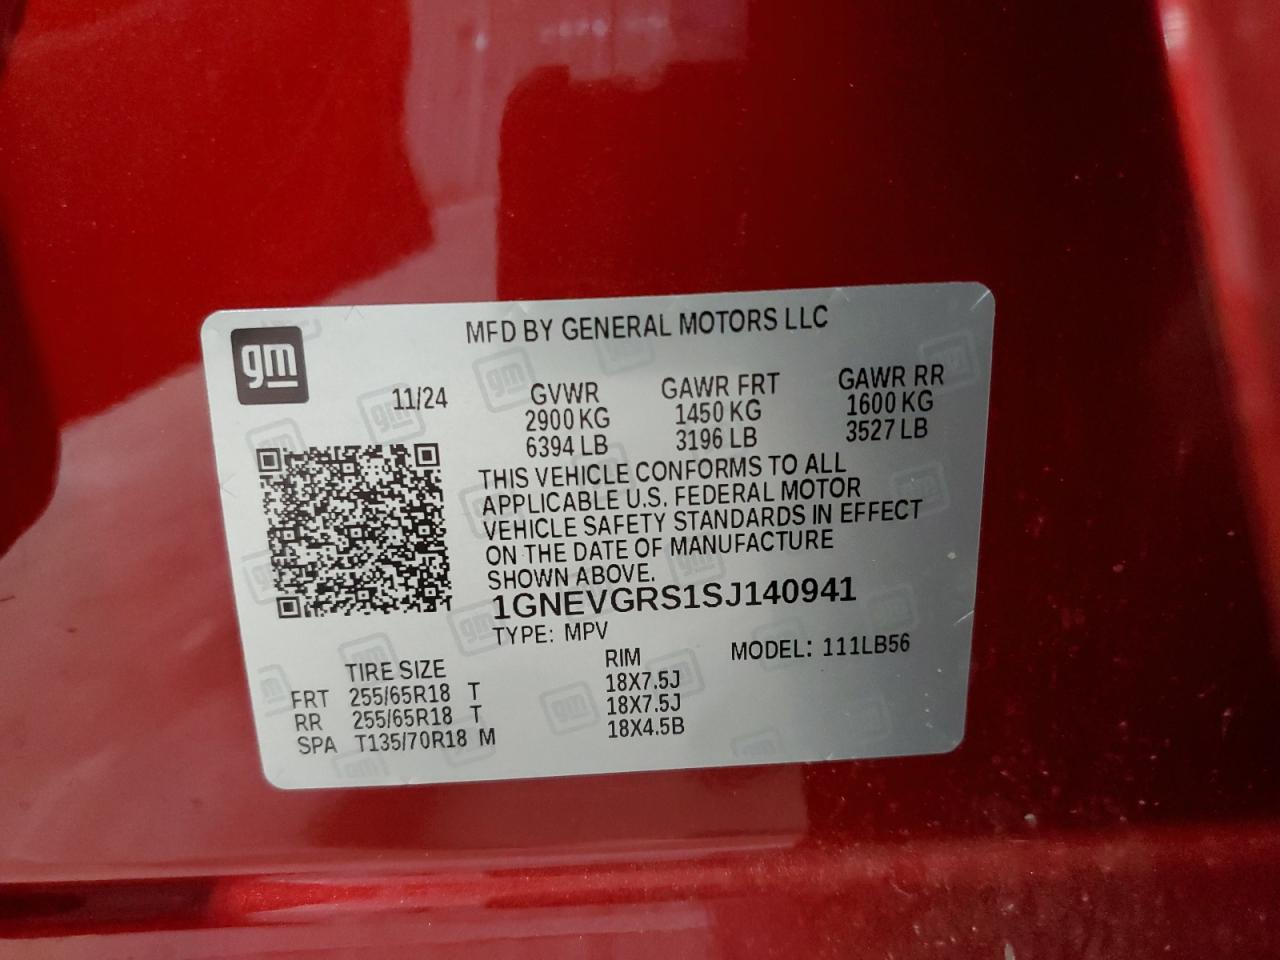 gm
MFD BY GENERAL MOTORS LLC
11/24 GVWR GAWR FRT GAWR RR
2900 KG 1450 KG 1600 KG
6394 LB 3196 LB 3527 LB
THIS VEHICLE CONFORMS TO ALL
APPLICABLE U.S. FEDERAL MOTOR
VEHICLE SAFETY STANDARDS IN EFFECT
ON THE DATE OF MANUFACTURE
SHOWN ABOVE.
1GNEVGRS1SJ140941
TYPE: MPV MODEL: 111LB56
TIRE SIZE RIM
FRT 255/65R18 T 18X7.5J
RR 255/65R18 T 18X7.5J
SPA T135/70R18 M 18X4.5B